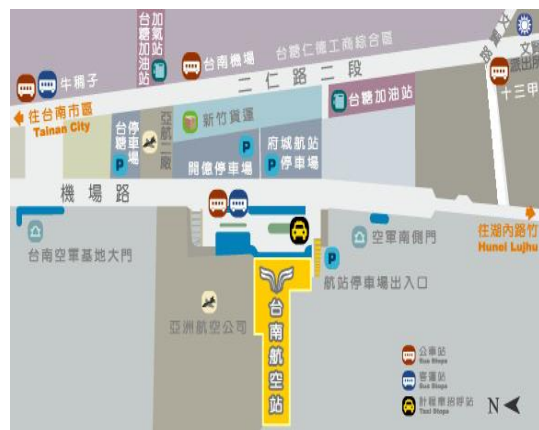 加氣站
台糖加油站
牛稠子
台南機場
台糖仁德工商綜合區
二仁路二段
派出所
十三甲
往台南市區
Tainan City
台糖停車場
亞航二廠
新竹貨運
台糖加油站
開億停車場
府城航站
停車場
機場路
往湖內路竹
Hunei Lujhu
台南空軍基地大門
空軍南側門
航站停車場出入口
亞洲航空公司
台南航空站
公車站
Bus Stops
客運站
Bus Stops
計程車招呼站
Taxi Stops
N